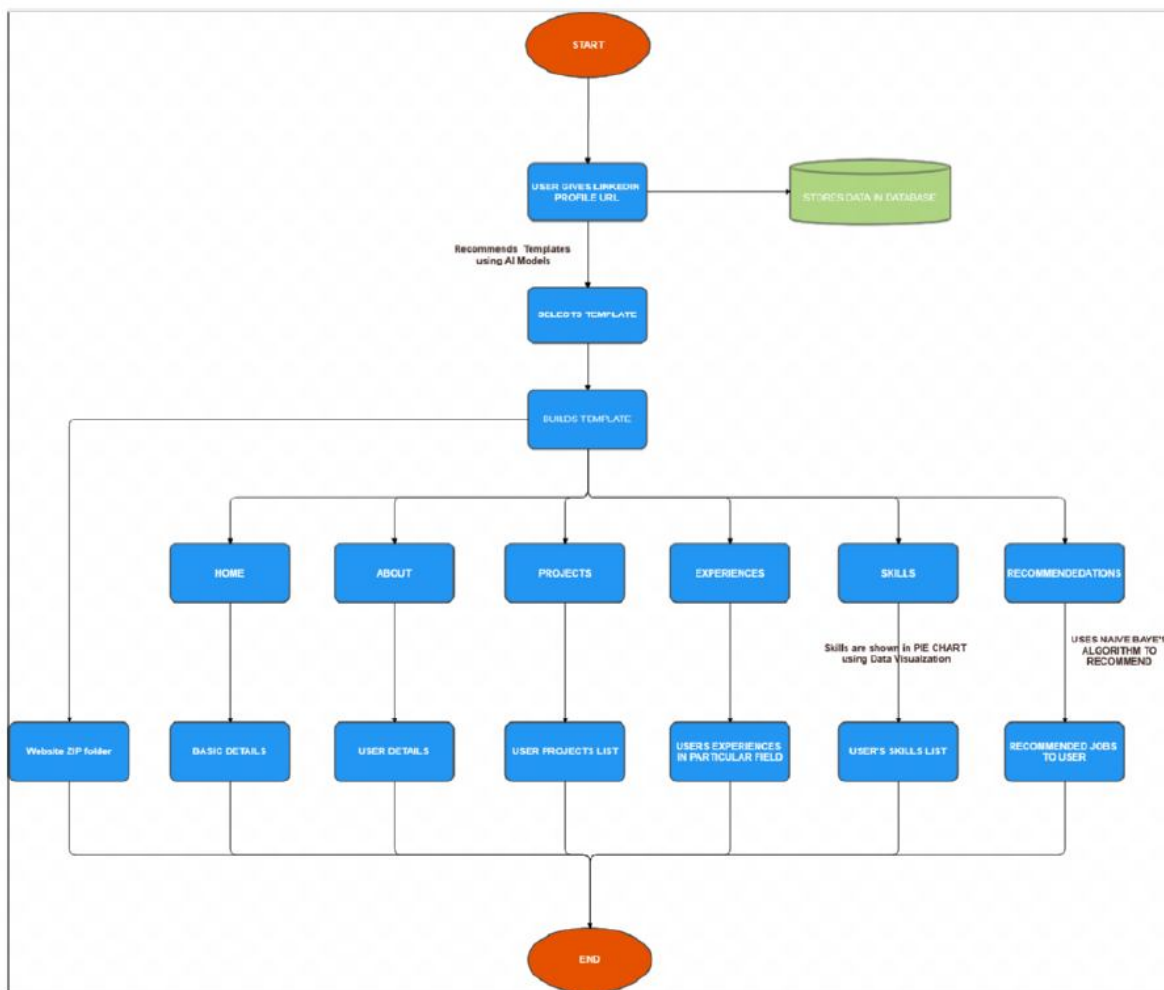 START
USER GIVES LINKEDIN
PROFILE URL
STORES DATA IN DATABASE
Recommends Templates
using AI Models
SELECTS TEMPLATE
BUILDS TEMPLATE
HOME
ABOUT
PROJECTS
EXPERIENCES
SKILLS
RECOMMENDEDATIONS
Skills are shown in PIE CHART
using Data Visualzation
USES NAIVE BAYE'S
ALGORITHM TO
RECOMMEND
Website ZIP folder
BASIC DETAILS
USER DETAILS
USER PROJECTS LIST
USERS EXPERIENCES
IN PARTICULAR FIELD
USER'S SKILLS LIST
RECOMMENDED JOBS
TO USER
END